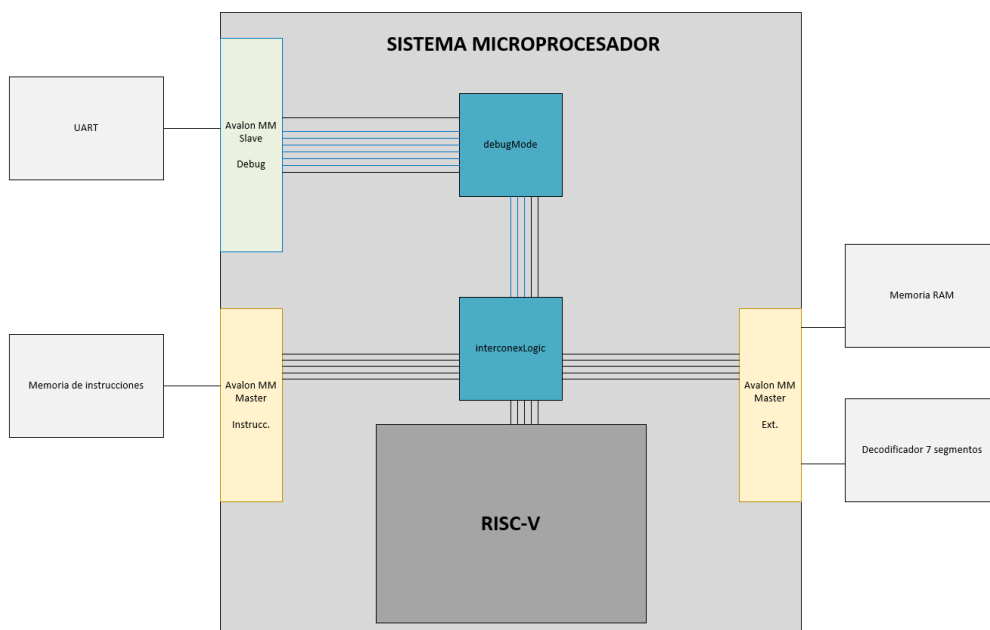 SISTEMA MICROPROCESADOR
UART
Avalon MM
Slave
Debug
debugMode
Memoria RAM
interconexLogic
Memoria de instrucciones
Avalon MM
Master
Instrucc.
Avalon MM
Master
Ext.
Decodificador 7 segmentos
RISC-V